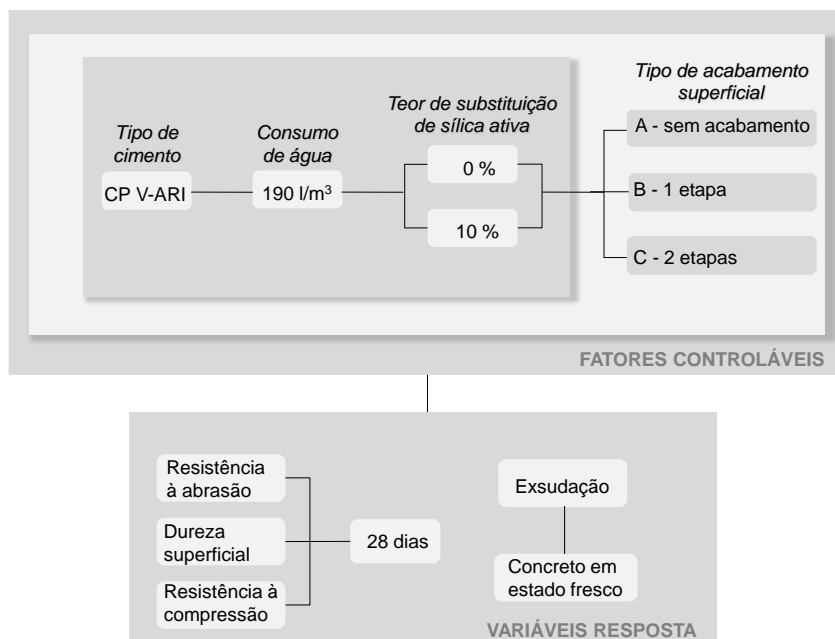 Tipo de
cimento
CP V-ARI
Consumo
de água
190 l/m³
Teor de substituição
de sílica ativa
0 %
10 %
Tipo de acabamento
superficial
A - sem acabamento
B - 1 etapa
C - 2 etapas
FATORES CONTROLÁVEIS
Resistência
à abrasão
Dureza
superficial
Resistência à
compressão
28 dias
Exsudação
Concreto em
estado fresco
VARIÁVEIS RESPOSTA